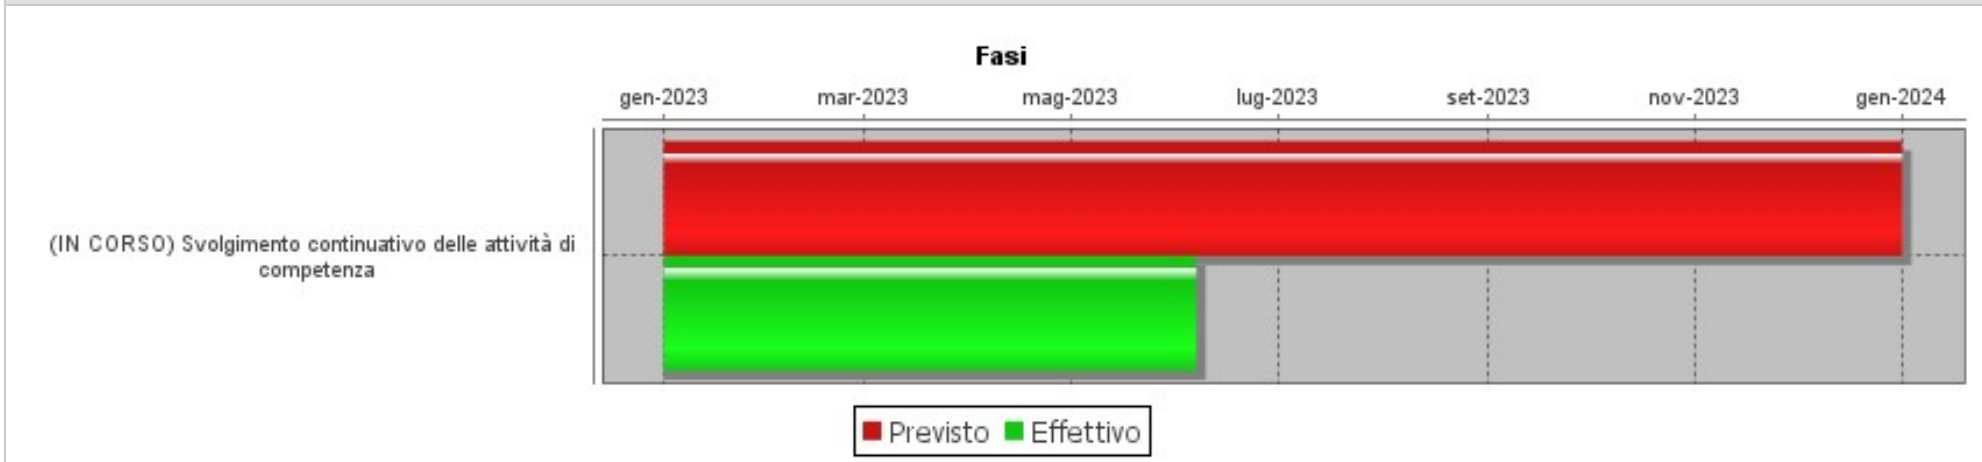 Fasi
gen-2023 mar-2023 mag-2023 lug-2023 set-2023 nov-2023 gen-2024
(IN CORSO) Svolgimento continuativo delle attività di
competenza
Previsto Effettivo